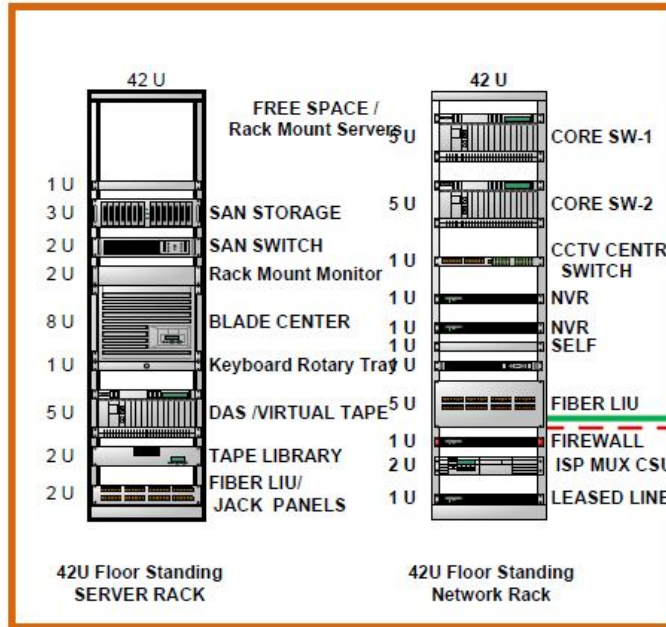 42 U
FREE SPACE /
Rack Mount Servers
1 U
3 U SAN STORAGE
2 U SAN SWITCH
2 U Rack Mount Monitor
8 U BLADE CENTER
1 U Keyboard Rotary Tray
5 U DAS /VIRTUAL TAPE
2 U TAPE LIBRARY
2 U FIBER LIU/
JACK PANELS
42U Floor Standing
SERVER RACK
42 U
5 U CORE SW-1
5 U CORE SW-2
1 U CCTV CENTR
SWITCH
1 U NVR
1 U NVR
1 U SELF
1 U
5 U FIBER LIU
1 U FIREWALL
2 U ISP MUX CSU
1 U LEASED LINE
42U Floor Standing
Network Rack